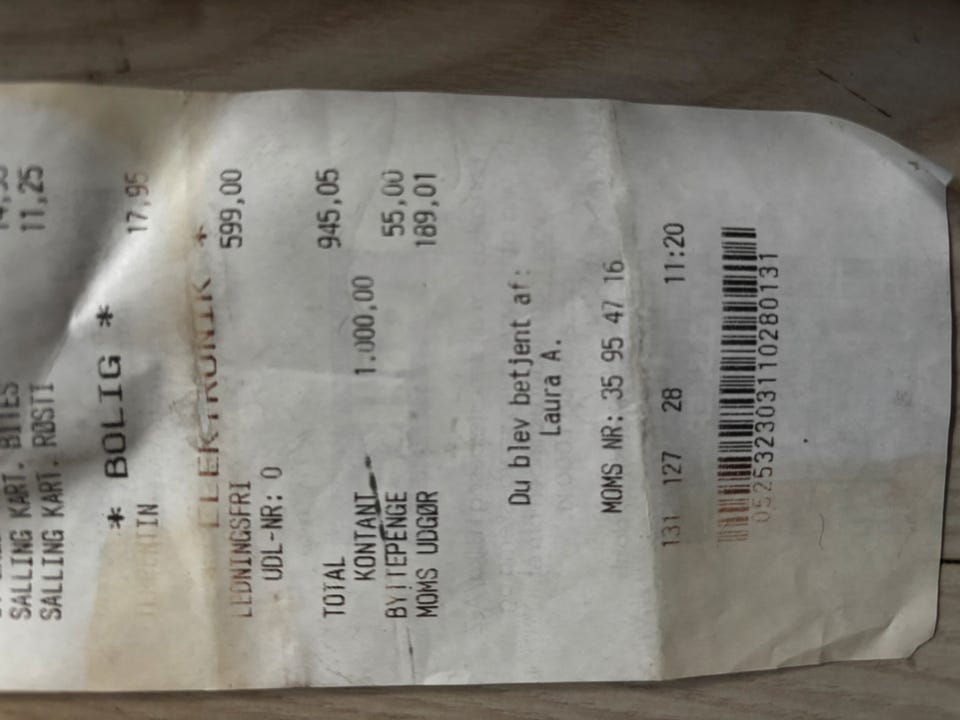 SALLING KART. BITES
SALLING KART. RØSTI 11,25
* BOLIG *
17,95
* ELEKTRONIK *
LEDNINGSFRI 599,00
UDL-NR: 0
TOTAL 945,05
KONTANT 1.000,00
BYTTEPENGE 55,00
MOMS UDGØR 189,01
Du blev betjent af:
Laura A.
MOMS NR: 35 95 47 16
131 127 28 11:20
052532303110280131